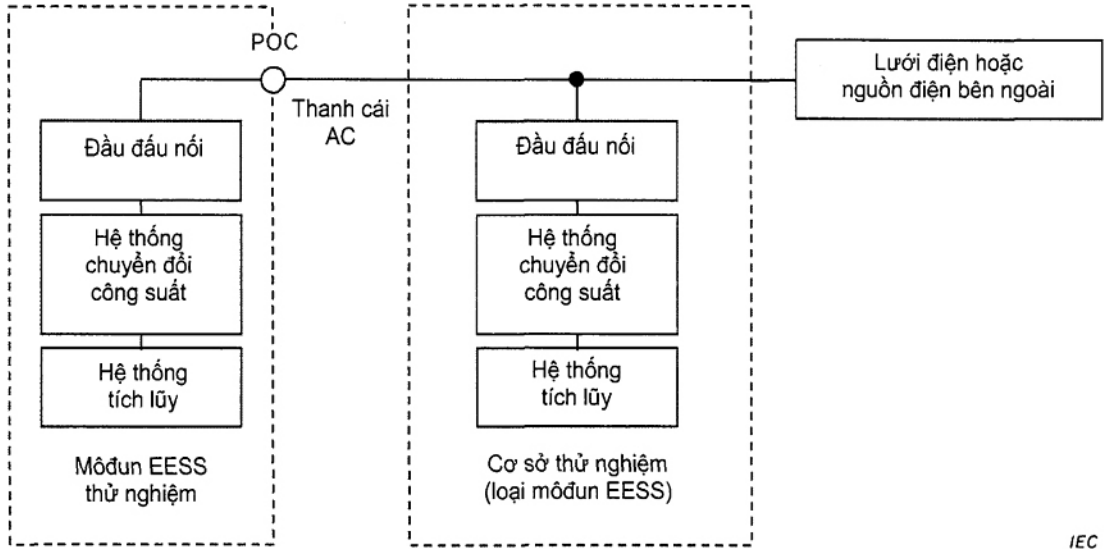 POC
Thanh cái
AC
Lưới điện hoặc
nguồn điện bên ngoài
Đầu đấu nối
Hệ thống
chuyển đổi
công suất
Hệ thống
tích lũy
Môđun EESS
thử nghiệm
Đầu đấu nối
Hệ thống
chuyển đổi
công suất
Hệ thống
tích lũy
Cơ sở thử nghiệm
(loại môđun EESS)
IEC